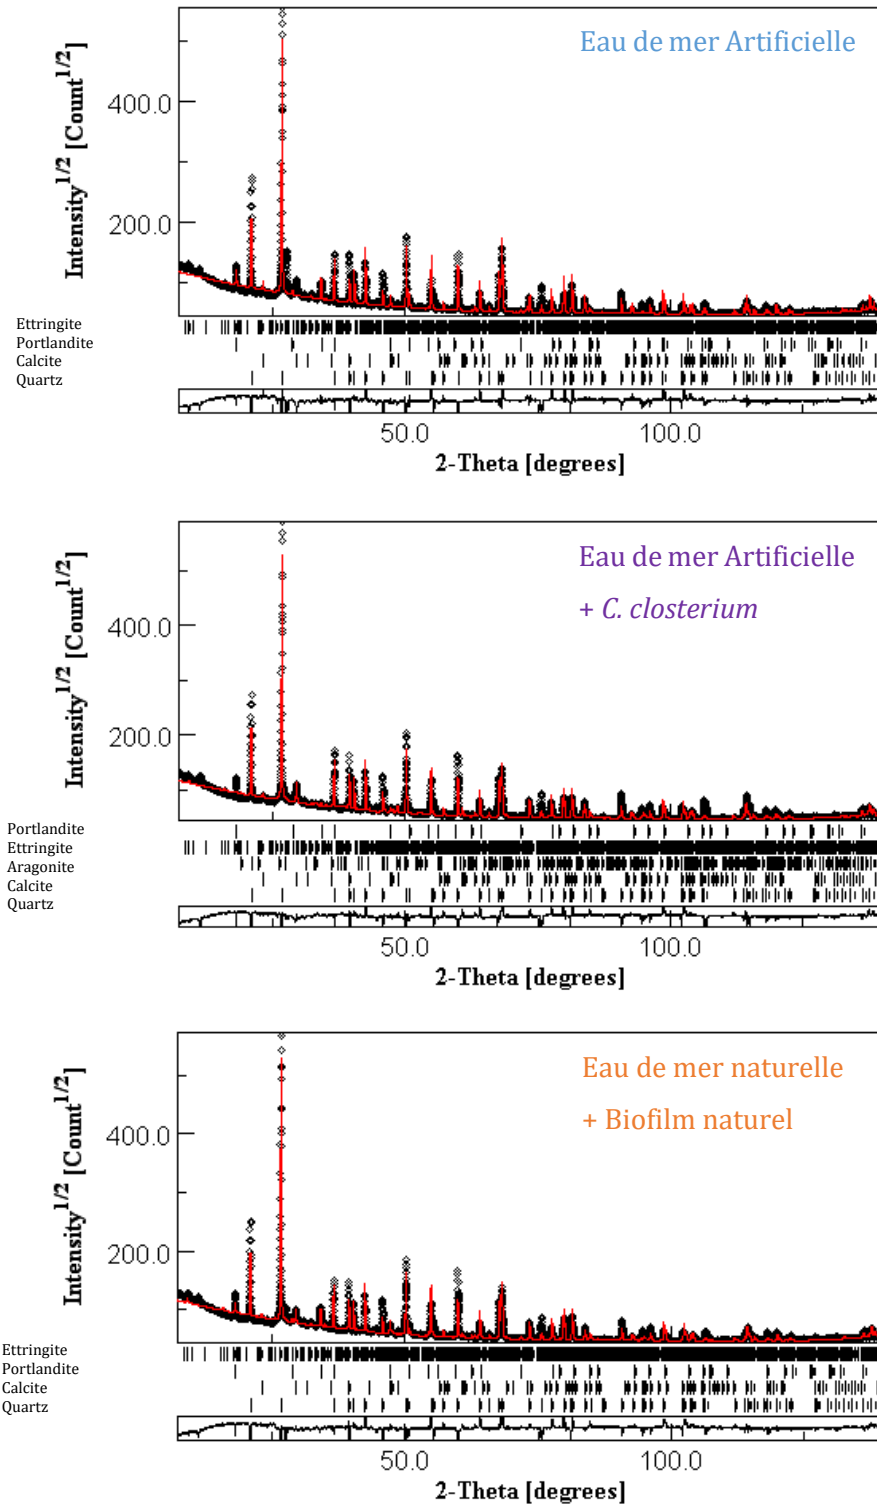 Eau de mer Artificielle
Intensity1/2 [Count1/2]
400.0
200.0
Ettringite
Portlandite
Calcite
Quartz
50.0 100.0
2-Theta [degrees]
Eau de mer Artificielle
+ C. closterium
Intensity1/2 [Count1/2]
400.0
200.0
Portlandite
Ettringite
Aragonite
Calcite
Quartz
50.0 100.0
2-Theta [degrees]
Eau de mer naturelle
+ Biofilm naturel
Intensity1/2 [Count1/2]
400.0
200.0
Ettringite
Portlandite
Calcite
Quartz
50.0 100.0
2-Theta [degrees]